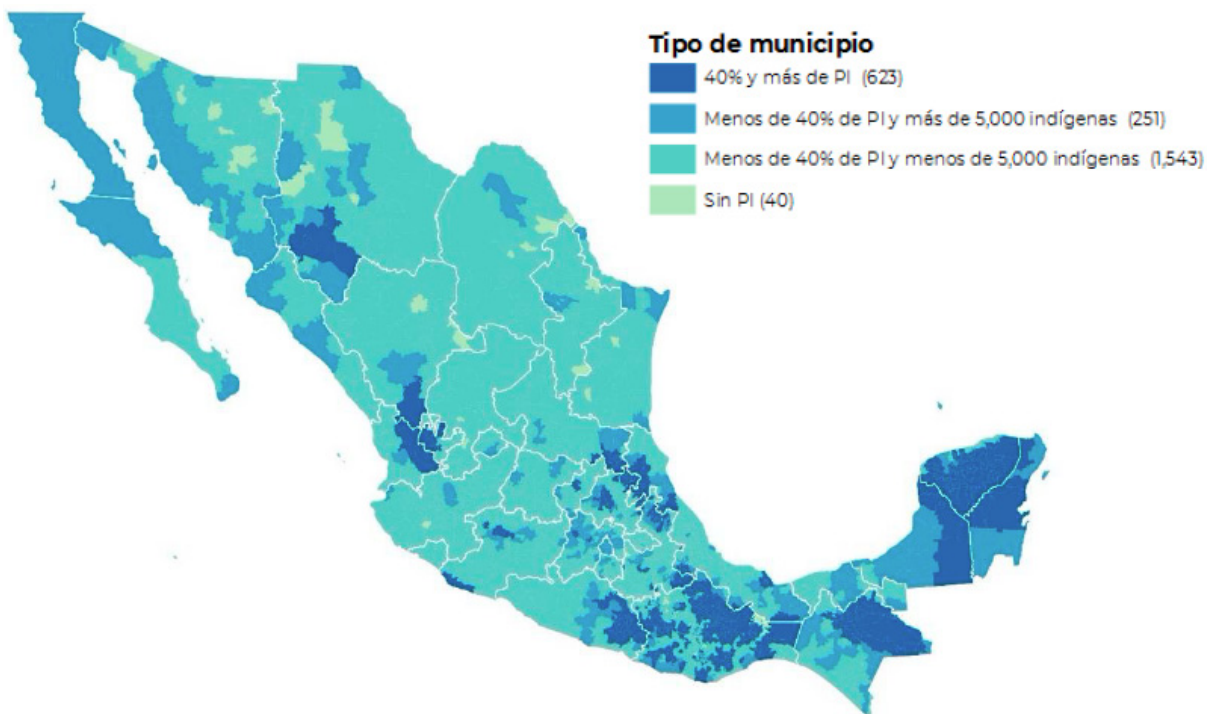 Tipo de municipio
40% y más de PI (623)
Menos de 40% de PI y más de 5,000 indígenas (251)
Menos de 40% de PI y menos de 5,000 indígenas (1,543)
Sin PI (40)